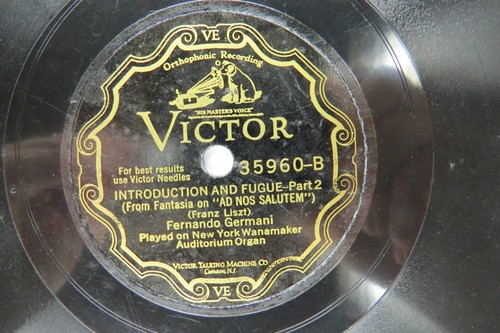 VE
Orthophonic Recording
"HIS MASTER'S VOICE"
VICTOR
For best results
use Victor Needles
35960-B
INTRODUCTION AND FUGUE-Part 2
(From Fantasia on "AD NOS SALUTEM")
(Franz Liszt)
Fernando Germani
Played on New York Wanamaker
Auditorium Organ
VICTOR TALKING MACHINE CO.
Camden, N.J.
VE